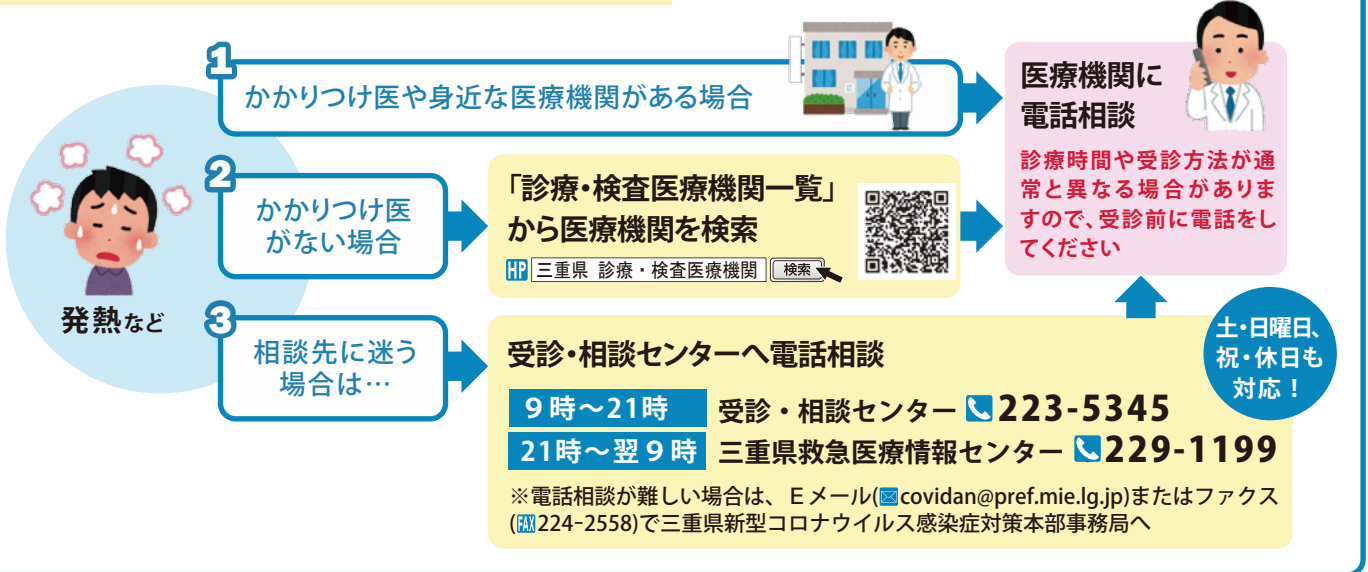 1
かかりつけ医や身近な医療機関がある場合
医療機関に
電話相談
診療時間や受診方法が通
常と異なる場合がありま
すので、受診前に電話をし
てください
発熱など
2
かかりつけ医
がない場合
「診療・検査医療機関一覧」
から医療機関を検索
HP 三重県 診療・検査医療機関 検索
3
相談先に迷う
場合は…
受診・相談センターへ電話相談
土・日曜日、
祝・休日も
対応！
9時～21時 受診・相談センター 223-5345
21時～翌9時 三重県救急医療情報センター 229-1199
※電話相談が難しい場合は、Eメール(covidan@pref.mie.lg.jp)またはファクス
(FAX224-2558)で三重県新型コロナウイルス感染症対策本部事務局へ